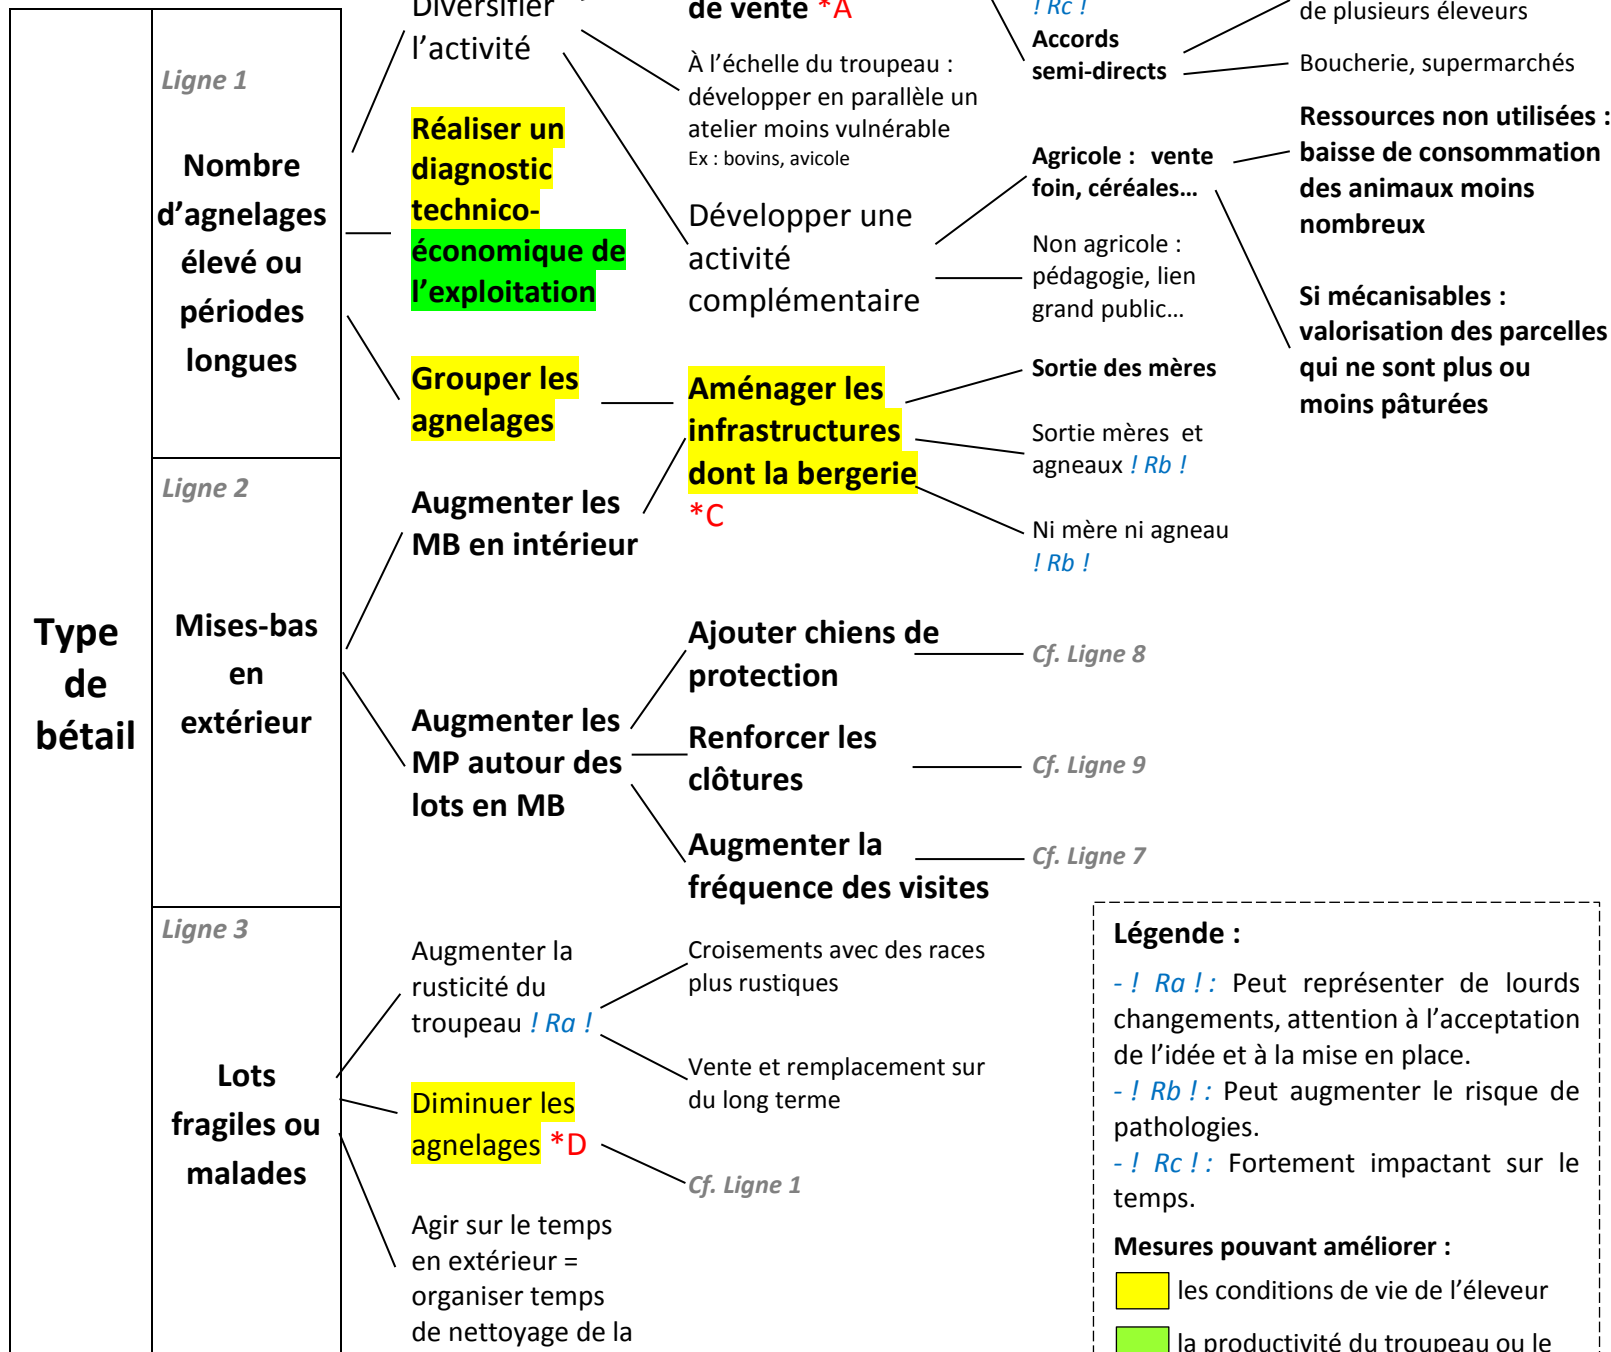 Type
de
bétail
Ligne 1
Nombre
d'agnelages
élevé ou
périodes
longues
Ligne 2
Mises-bas
en
extérieur
Ligne 3
Lots
fragiles ou
malades
Diversifier
l'activité
Réaliser un
diagnostic
technico-
économique de
l'exploitation
Grouper les
agnelages
Augmenter les
MB en intérieur
Augmenter les
MP autour des
lots en MB
Augmenter la
rusticité du
troupeau ! Ra !
Diminuer les
agnelages *D
Agir sur le temps
en extérieur =
organiser temps
de nettoyage de la
de vente *A
À l'échelle du troupeau :
développer en parallèle un
atelier moins vulnérable
Ex : bovins, avicole
Développer une
activité
complémentaire
Aménager les
infrastructures
dont la bergerie
*C
Ajouter chiens de
protection
Renforcer les
clôtures
Augmenter la
fréquence des visites
Croisements avec des races
plus rustiques
Vente et remplacement sur
du long terme
Cf. Ligne 1
! Rc !
Accords
semi-directs
Agricole : vente
foin, céréales…
Non agricole :
pédagogie, lien
grand public…
Sortie des mères
Sortie mères et
agneaux ! Rb !
Ni mère ni agneau
! Rb !
Cf. Ligne 8
Cf. Ligne 9
Cf. Ligne 7
de plusieurs éleveurs
Boucherie, supermarchés
Ressources non utilisées :
baisse de consommation
des animaux moins
nombreux
Si mécanisables :
valorisation des parcelles
qui ne sont plus ou
moins pâturées
Légende :
- ! Ra ! : Peut représenter de lourds
changements, attention à l'acceptation
de l'idée et à la mise en place.
- ! Rb ! : Peut augmenter le risque de
pathologies.
- ! Rc ! : Fortement impactant sur le
temps.
Mesures pouvant améliorer :
les conditions de vie de l'éleveur
la productivité du troupeau ou le